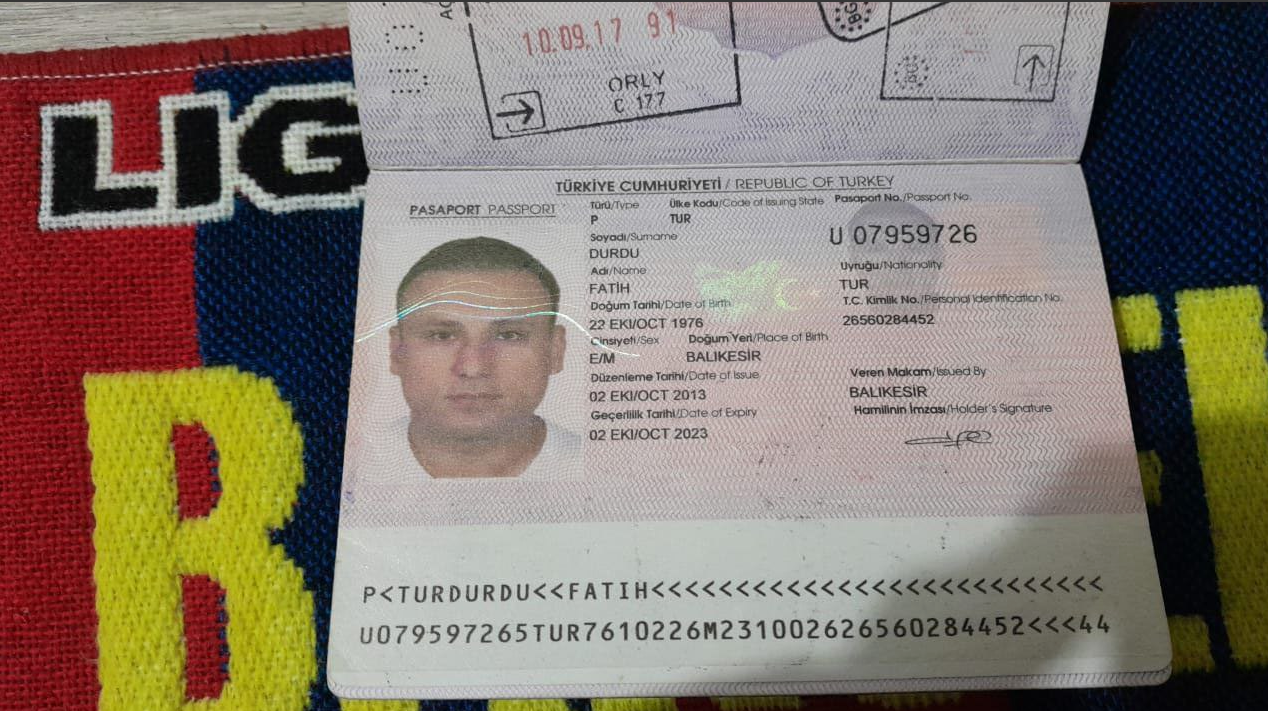 10.09.17 91
ORLY
C 177
BG
BG
LIG
B
TÜRKİYE CUMHURİYETİ / REPUBLIC OF TURKEY
PASAPORT PASSPORT
Türü/Type Ülke Kodu/Code of Issuing State Pasaport No./Passport No.
P TUR
U 07959726
Soyadı/Surname
DURDU
Adı/Name
FATİH
Uyruğu/Nationality
TUR
Doğum Tarihi/Date of Birth
22 EKI/OCT 1976
T.C. Kimlik No./Personal Identification No.
26560284452
Cinsiyeti/Sex Doğum Yeri/Place of Birth
E/M BALIKESİR
Düzenleme Tarihi/Date of Issue
02 EKI/OCT 2013
Veren Makam/Issued By
BALIKESİR
Geçerlilik Tarihi/Date of Expiry
02 EKI/OCT 2023
Hamilinin İmzası/Holder's Signature
P<TURDURDU<<FATIH<<<<<<<<<<<<<<<<<<<<<<<<<<<
U079597265TUR7610226M231002626560284452<<<44